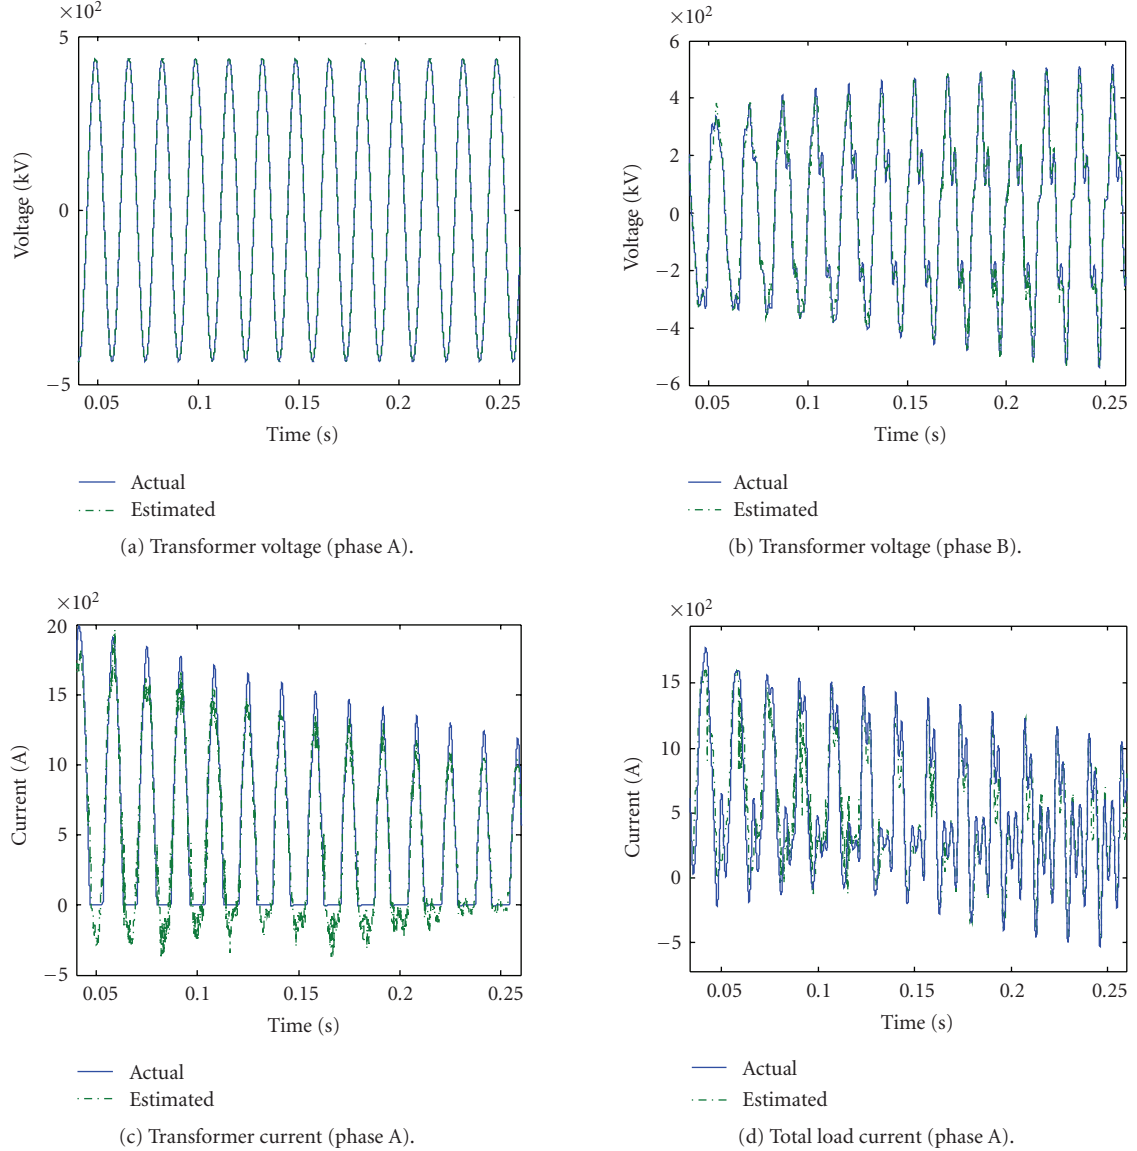 ×10²
5
0
−5
Voltage (kV)
0.05 0.1 0.15 0.2 0.25
Time (s)
Actual
Estimated
(a) Transformer voltage (phase A).
×10²
6
4
2
0
−2
−4
−6
Voltage (kV)
0.05 0.1 0.15 0.2 0.25
Time (s)
Actual
Estimated
(b) Transformer voltage (phase B).
×10²
20
15
10
5
0
−5
Current (A)
0.05 0.1 0.15 0.2 0.25
Time (s)
Actual
Estimated
(c) Transformer current (phase A).
×10²
15
10
5
0
−5
Current (A)
0.05 0.1 0.15 0.2 0.25
Time (s)
Actual
Estimated
(d) Total load current (phase A).